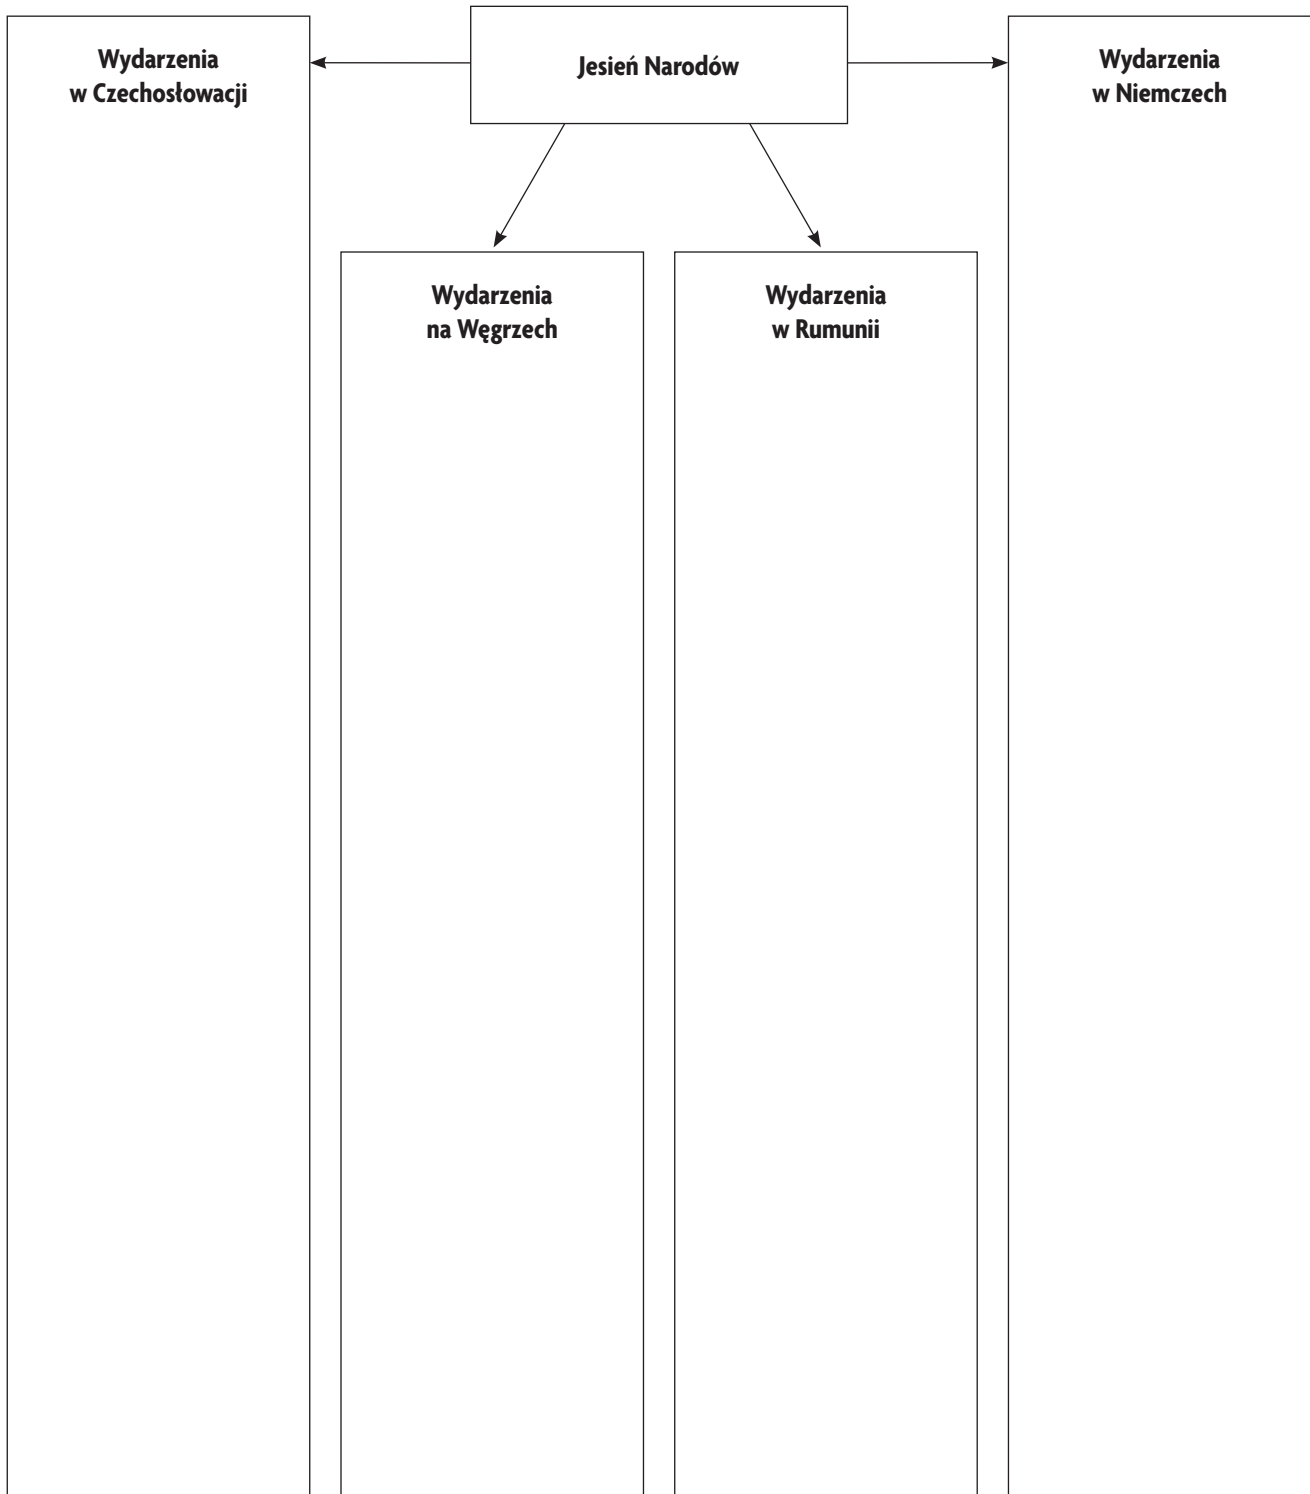 Jesień Narodów
Wydarzenia
w Czechosłowacji
Wydarzenia
na Węgrzech
Wydarzenia
w Rumunii
Wydarzenia
w Niemczech